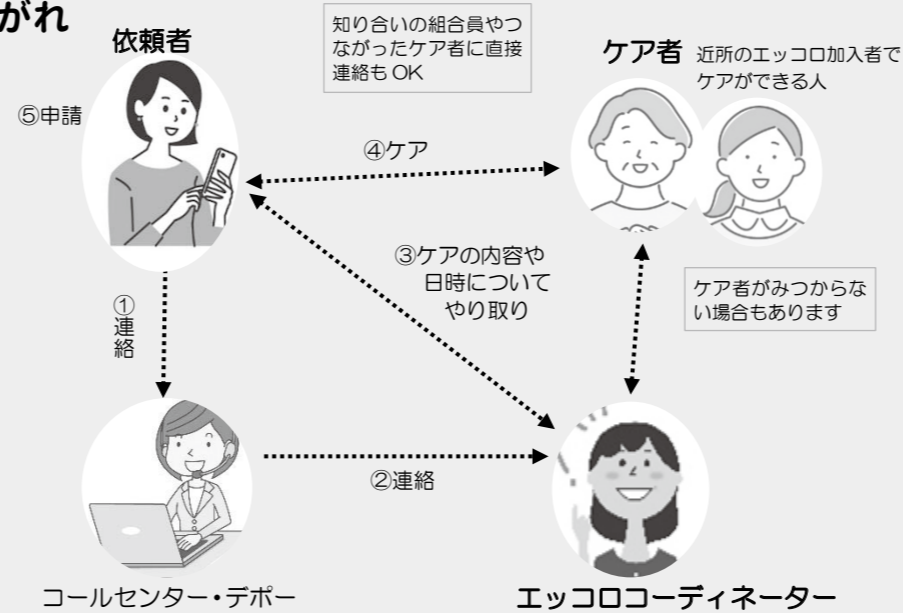 がれ
依頼者
⑤申請
知り合いの組合員やつ
ながったケア者に直接
連絡も OK
ケア者 近所のエッコロ加入者で
ケアができる人
④ケア
③ケアの内容や
日時について
やり取り
ケア者がみつからな
い場合もあります
①連絡
②連絡
コールセンター・デポー
エッコロコーディネーター